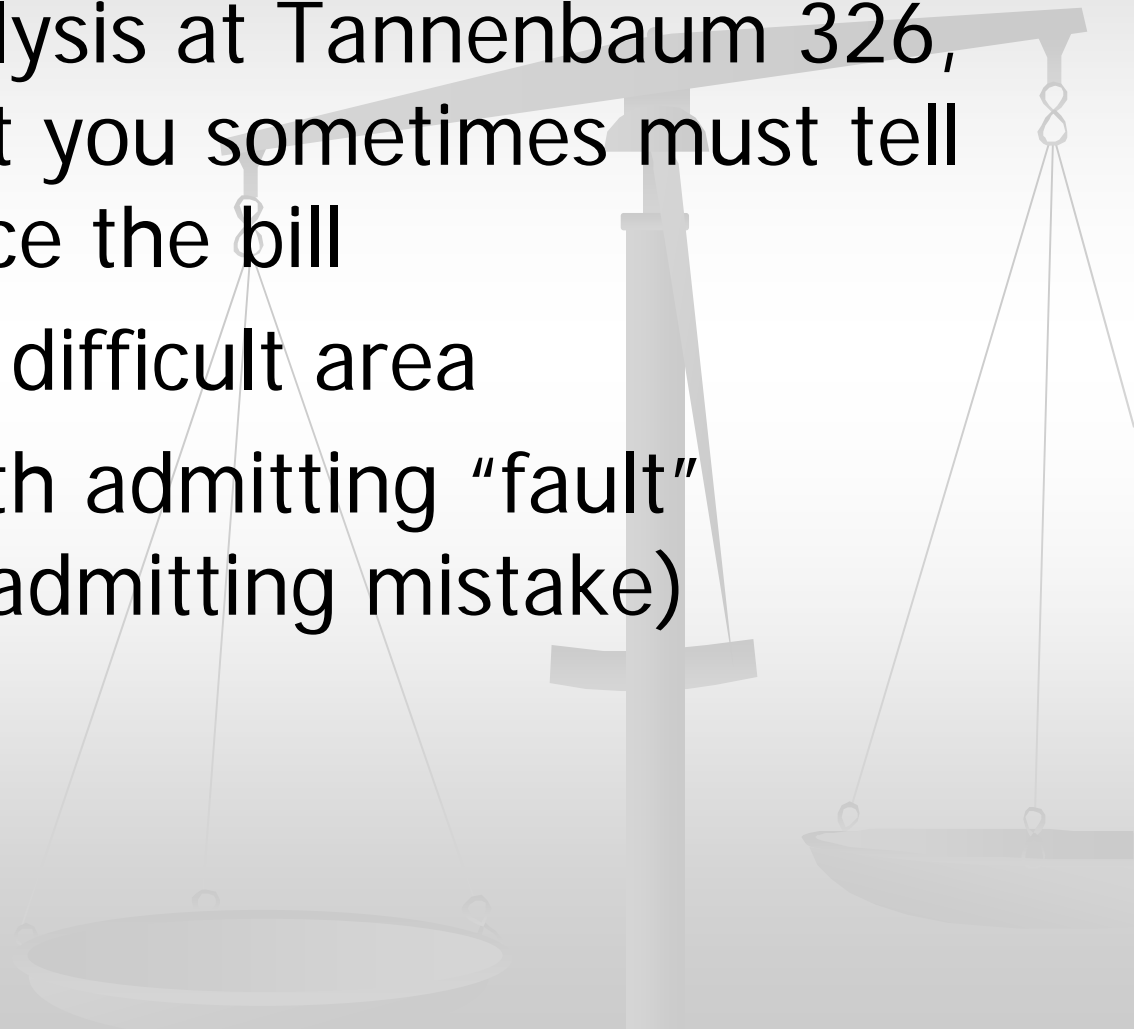 lysis at Tannenbaum 326,
t you sometimes must tell
ce the bill
difficult area
th admitting “fault”
admitting mistake)